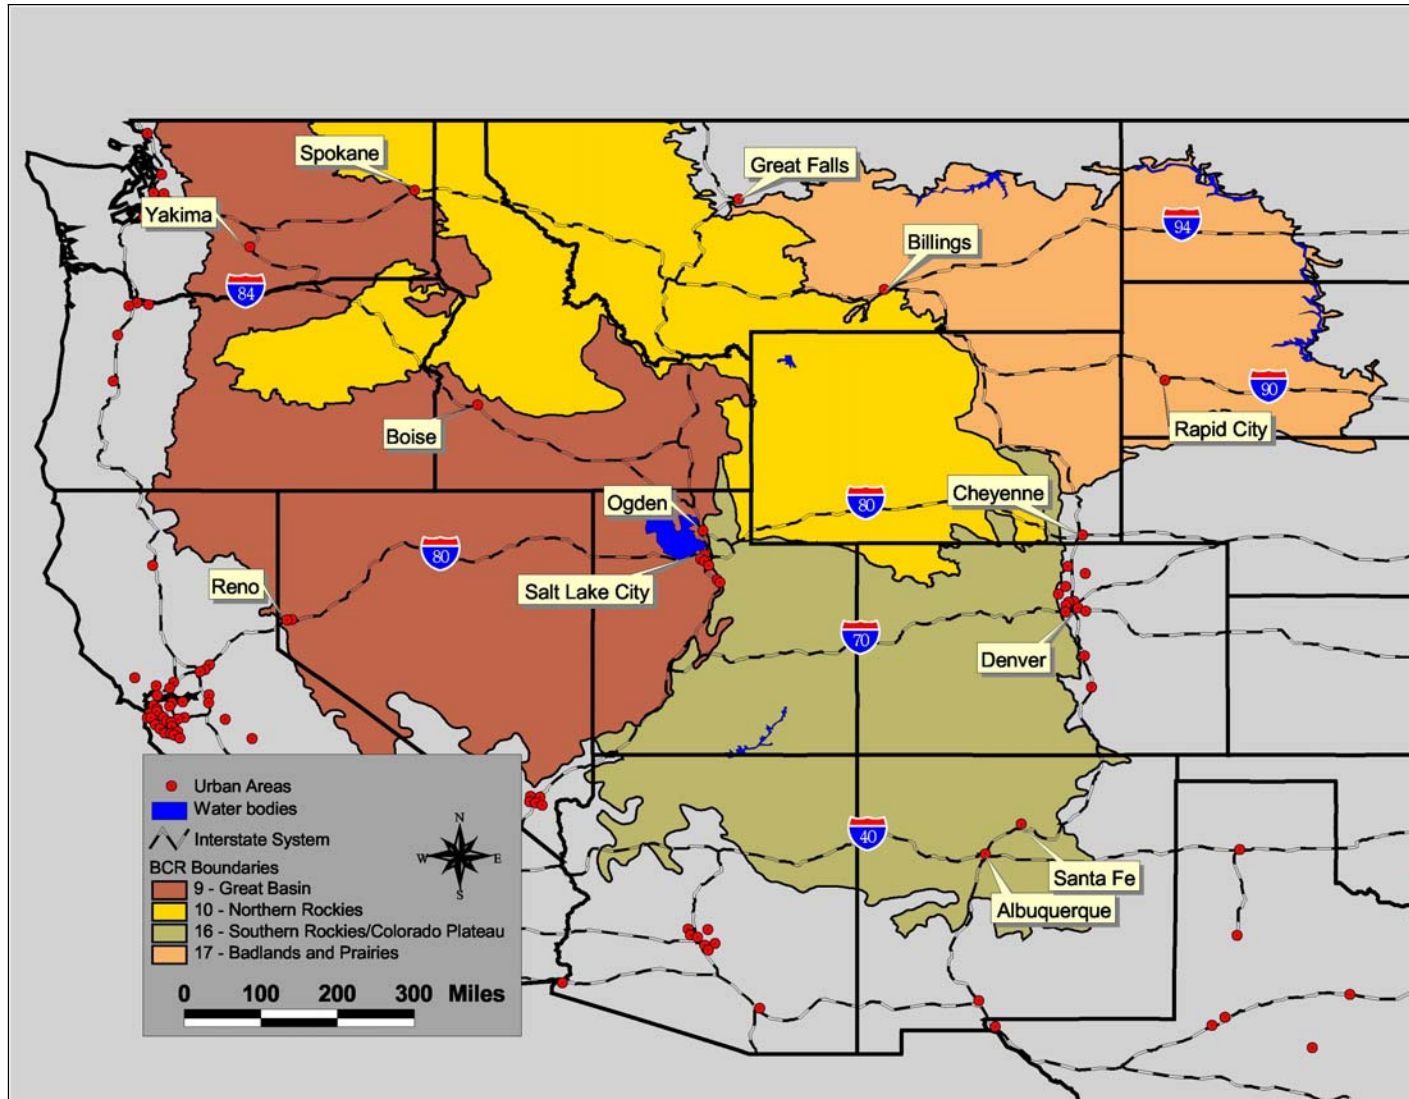 Spokane
Great Falls
Yakima
Billings
94
84
90
Rapid City
Boise
Cheyenne
Ogden
80
80
Reno
Salt Lake City
70
Denver
Urban Areas
Water bodies
Interstate System
N
W E
S
BCR Boundaries
9 - Great Basin
10 - Northern Rockies
16 - Southern Rockies/Colorado Plateau
17 - Badlands and Prairies
0 100 200 300 Miles
40
Santa Fe
Albuquerque